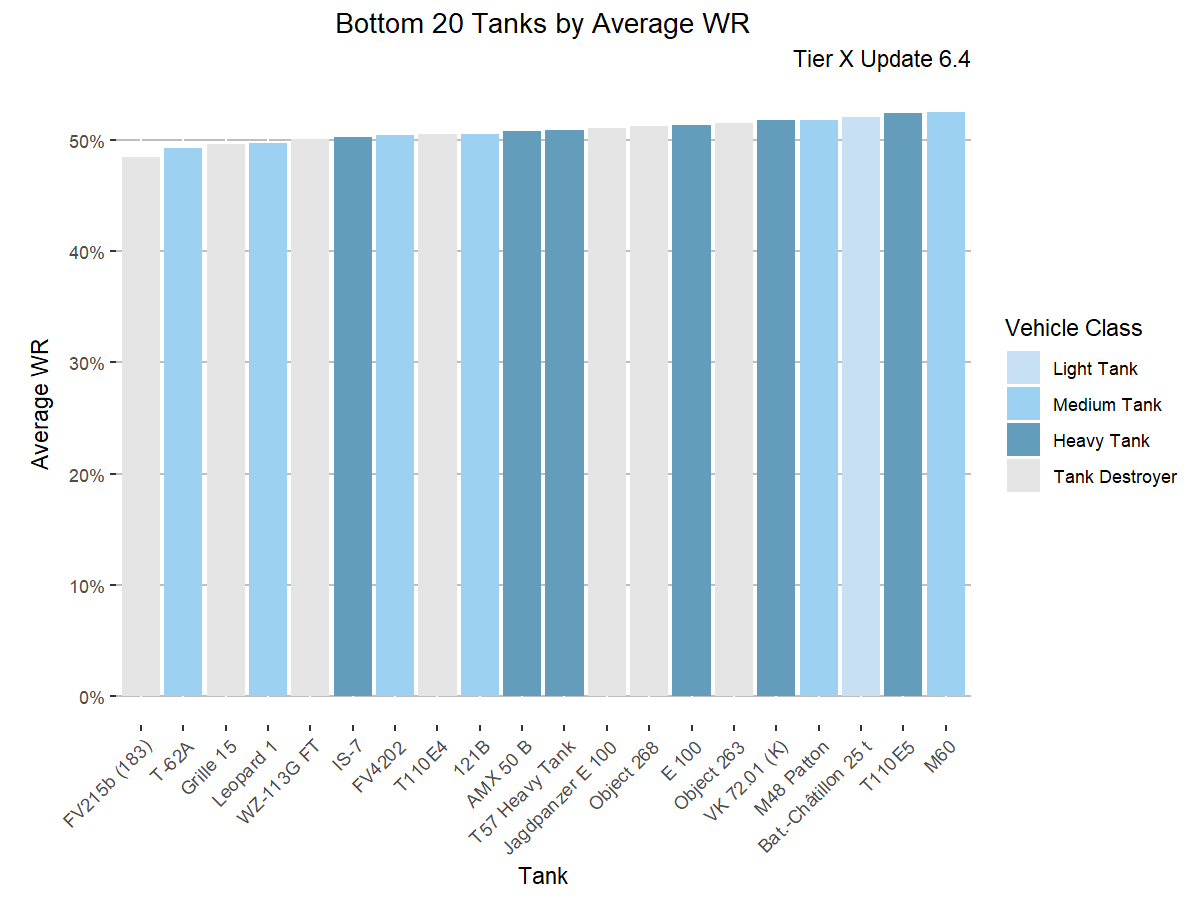 Bottom 20 Tanks by Average WR
Tier X Update 6.4
Average WR
50%
40%
30%
20%
10%
0%
FV215b (183)
T-62A
Grille 15
Leopard 1
WZ-113G FT
IS-7
FV4202
T110E4
121B
AMX 50 B
T57 Heavy Tank
Jagdpanzer E 100
Object 268
E 100
Object 263
VK 72.01 (K)
M48 Patton
Bat.-Châtillon 25 t
T110E5
M60
Tank
Vehicle Class
Light Tank
Medium Tank
Heavy Tank
Tank Destroyer